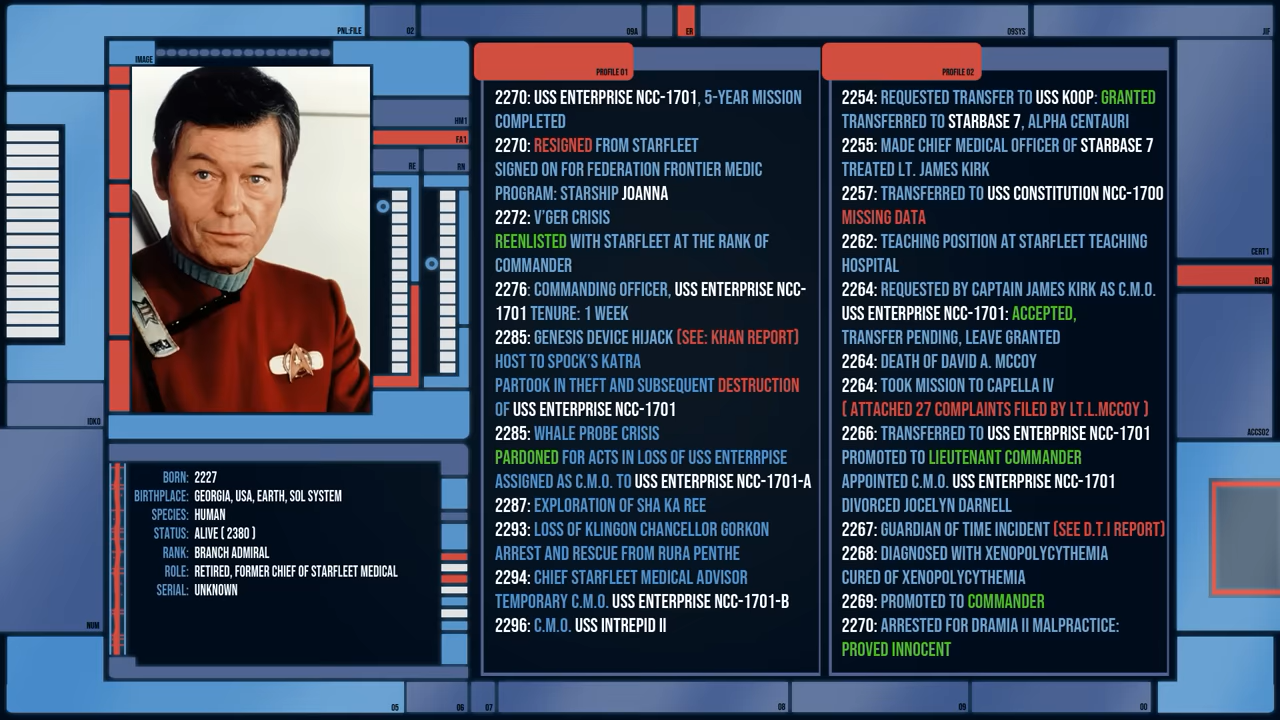 PNL:FILE
02
09A
ER
09SYS
JIF
IMAGE
HM1
FA1
RE
RN
IDKO
NUM
PROFILE 01
2270: USS ENTERPRISE NCC-1701, 5-YEAR MISSION
COMPLETED
2270: RESIGNED FROM STARFLEET
SIGNED ON FOR FEDERATION FRONTIER MEDIC
PROGRAM: STARSHIP JOANNA
2272: V'GER CRISIS
REENLISTED WITH STARFLEET AT THE RANK OF
COMMANDER
2276: COMMANDING OFFICER, USS ENTERPRISE NCC-
1701 TENURE: 1 WEEK
2285: GENESIS DEVICE HIJACK (SEE: KHAN REPORT)
HOST TO SPOCK'S KATRA
PARTOOK IN THEFT AND SUBSEQUENT DESTRUCTION
OF USS ENTERPRISE NCC-1701
2285: WHALE PROBE CRISIS
PARDONED FOR ACTS IN LOSS OF USS ENTERRPISE
ASSIGNED AS C.M.O. TO USS ENTERPRISE NCC-1701-A
2287: EXPLORATION OF SHA KA REE
2293: LOSS OF KLINGON CHANCELLOR GORKON
ARREST AND RESCUE FROM RURA PENTHE
2294: CHIEF STARFLEET MEDICAL ADVISOR
TEMPORARY C.M.O. USS ENTERPRISE NCC-1701-B
2296: C.M.O. USS INTREPID II
PROFILE 02
2254: REQUESTED TRANSFER TO USS KOOP: GRANTED
TRANSFERRED TO STARBASE 7, ALPHA CENTAURI
2255: MADE CHIEF MEDICAL OFFICER OF STARBASE 7
TREATED LT. JAMES KIRK
2257: TRANSFERRED TO USS CONSTITUTION NCC-1700
MISSING DATA
2262: TEACHING POSITION AT STARFLEET TEACHING
HOSPITAL
2264: REQUESTED BY CAPTAIN JAMES KIRK AS C.M.O.
USS ENTERPRISE NCC-1701: ACCEPTED,
TRANSFER PENDING, LEAVE GRANTED
2264: DEATH OF DAVID A. MCCOY
2264: TOOK MISSION TO CAPELLA IV
( ATTACHED 27 COMPLAINTS FILED BY LT.L.MCCOY )
2266: TRANSFERRED TO USS ENTERPRISE NCC-1701
PROMOTED TO LIEUTENANT COMMANDER
APPOINTED C.M.O. USS ENTERPRISE NCC-1701
DIVORCED JOCELYN DARNELL
2267: GUARDIAN OF TIME INCIDENT (SEE D.T.I REPORT)
2268: DIAGNOSED WITH XENOPOLYCYTHEMIA
CURED OF XENOPOLYCYTHEMIA
2269: PROMOTED TO COMMANDER
2270: ARRESTED FOR DRAMIA II MALPRACTICE:
PROVED INNOCENT
CERT1
READ
ACCS02
BORN: 2227
BIRTHPLACE: GEORGIA, USA, EARTH, SOL SYSTEM
SPECIES: HUMAN
STATUS: ALIVE ( 2380 )
RANK: BRANCH ADMIRAL
ROLE: RETIRED, FORMER CHIEF OF STARFLEET MEDICAL
SERIAL: UNKNOWN
05
06
07
08
09
00